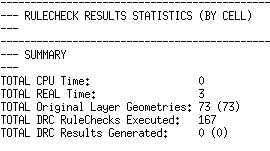 ----------------------------------------
--- RULECHECK RESULTS STATISTICS (BY CELL)
---
----------------------------------------
--- SUMMARY
---
TOTAL CPU Time: 0
TOTAL REAL Time: 3
TOTAL Original Layer Geometries: 73 (73)
TOTAL DRC RuleChecks Executed: 167
TOTAL DRC Results Generated: 0 (0)